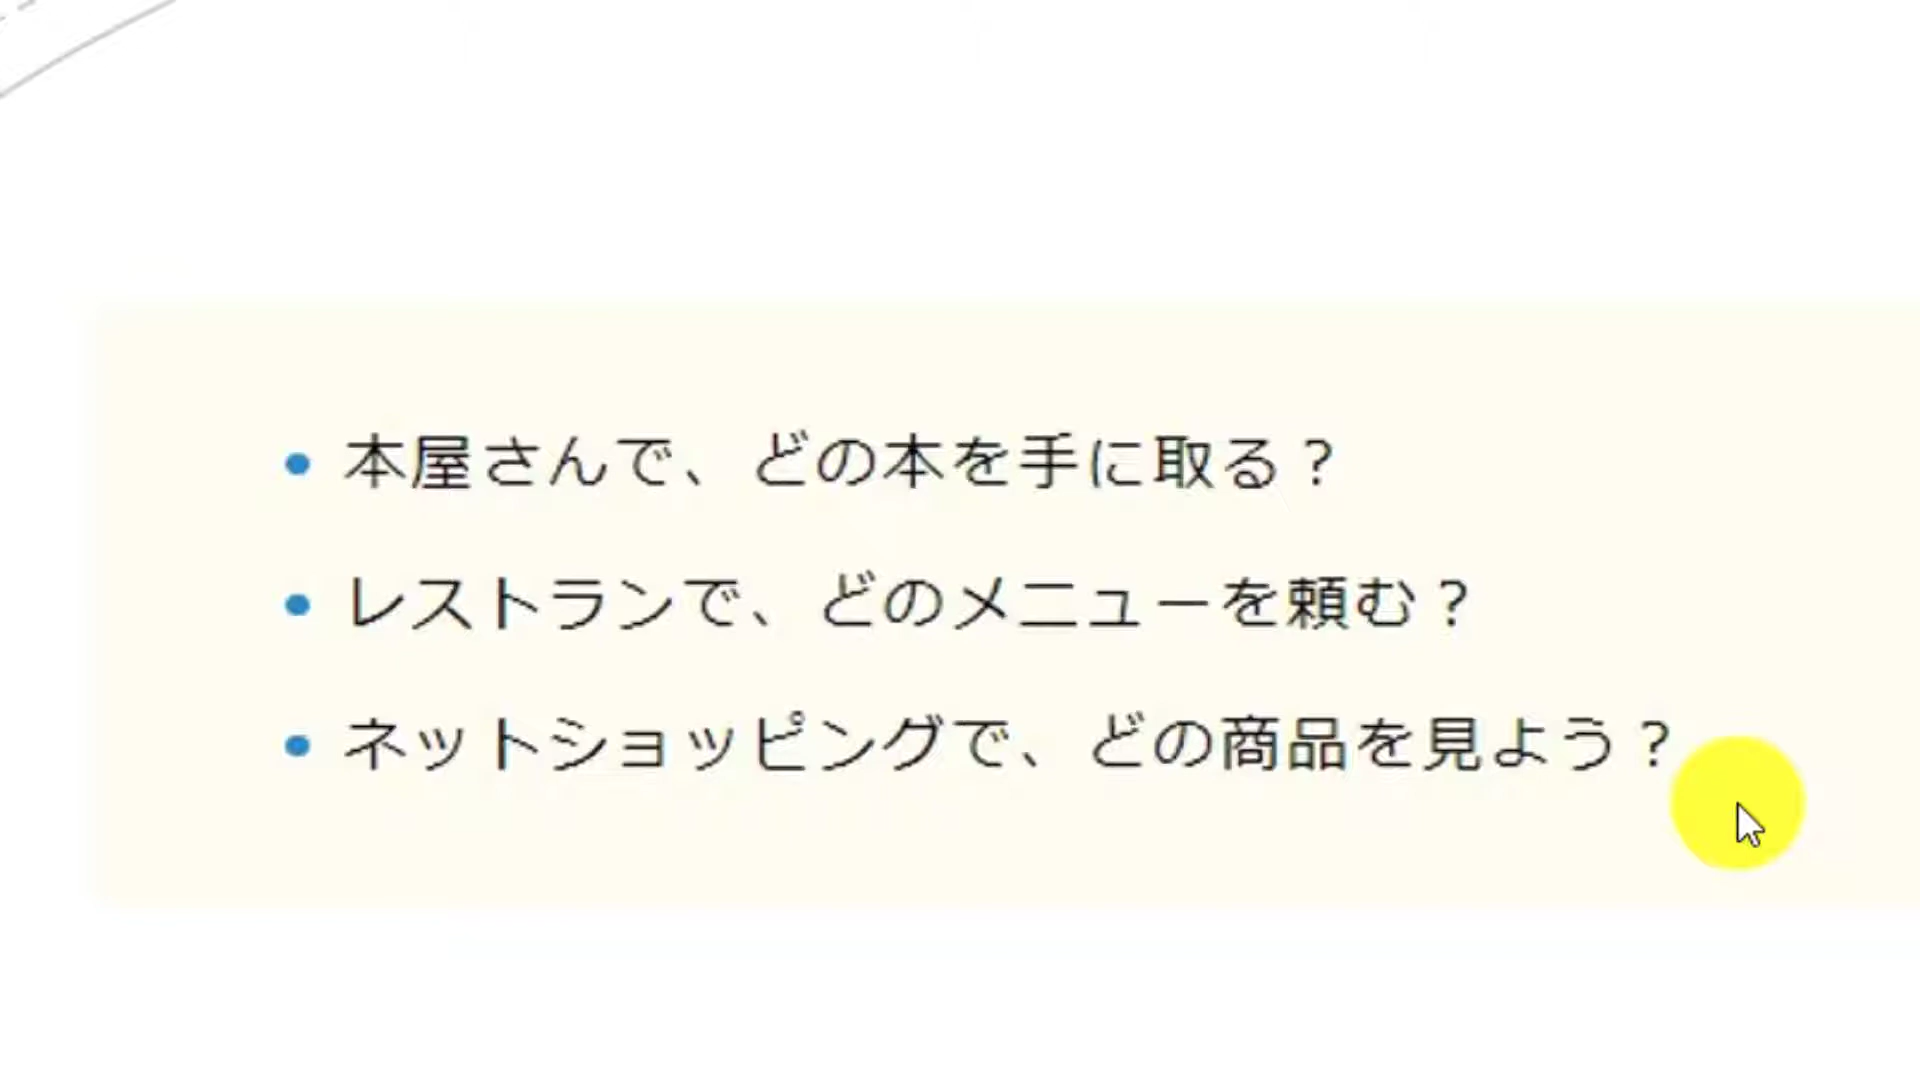 • 本屋さんで、どの本を手に取る？
• レストランで、どのメニューを頼む？
• ネットショッピングで、どの商品を見よう？